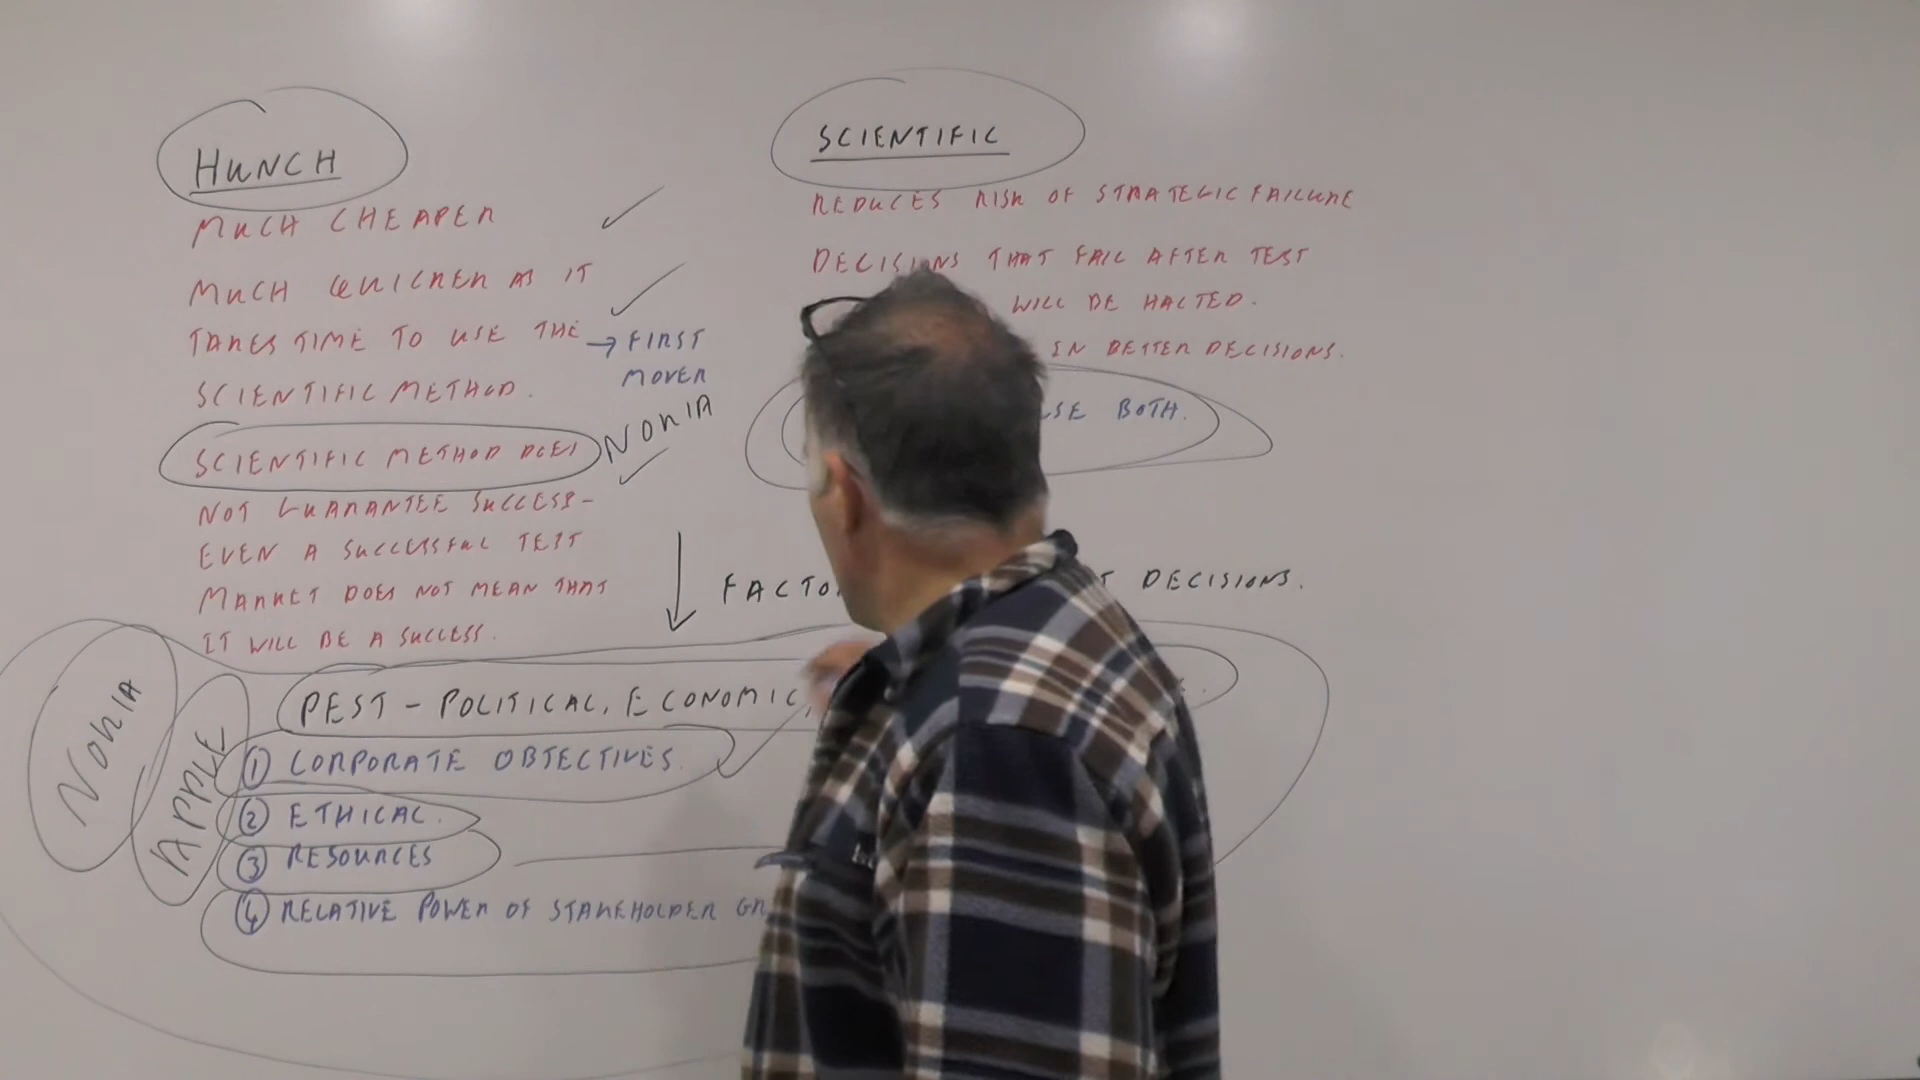 HUNCH
MUCH CHEAPER
MUCH QUICKER AS IT
TAKES TIME TO USE THE
SCIENTIFIC METHOD.
→ FIRST
MOVER
SCIENTIFIC METHOD DOES
NOKIA
NOT GUARANTEE SUCCESS-
EVEN A SUCCESSFUL TEST
MARKET DOES NOT MEAN THAT
IT WILL BE A SUCCESS.
SCIENTIFIC
REDUCES RISK OF STRATEGIC FAILURE
DECISIONS THAT FAIL AFTER TEST
WILL BE HALTED.
IN BETTER DECISIONS.
BOTH.
DECISIONS.
PEST - POLITICAL, ECONOMIC,
NOKIA
APPLE
① CORPORATE OBJECTIVES.
② ETHICAL.
③ RESOURCES
④ RELATIVE POWER OF STAKEHOLDER